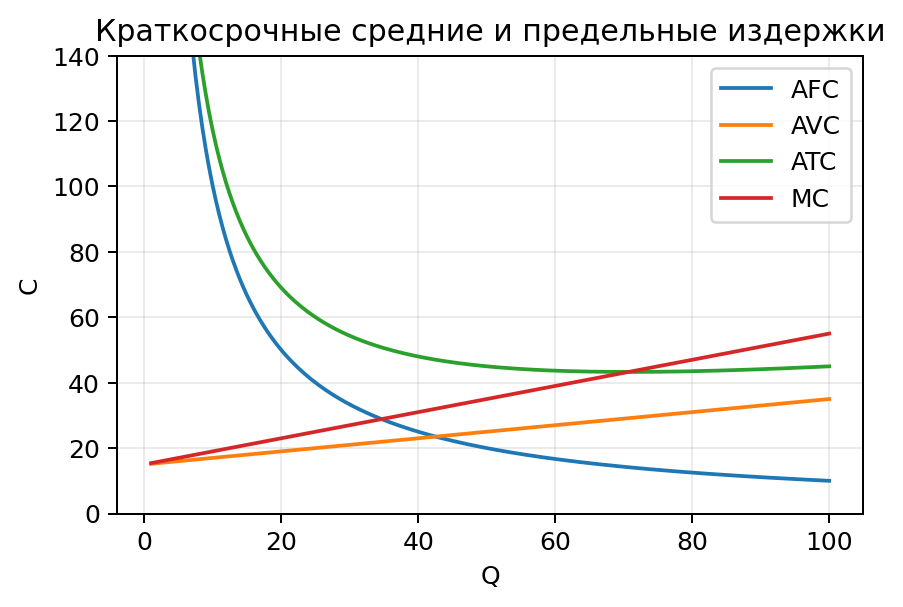 Краткосрочные средние и предельные издержки
140
120
100
80
60
40
20
0
C
AFC
AVC
ATC
MC
0 20 40 60 80 100
Q